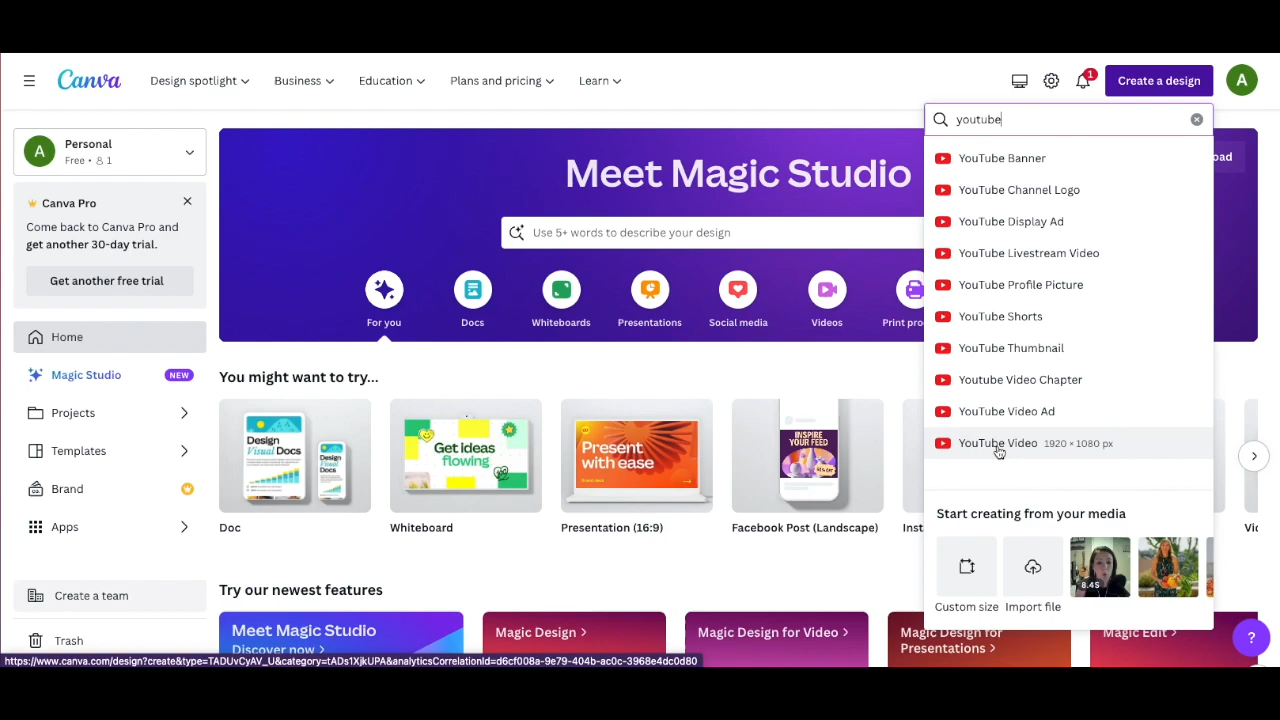 Canva
Design spotlight
Business
Education
Plans and pricing
Learn
1
Create a design
A
A
Personal
Free • 1
Canva Pro
Come back to Canva Pro and
get another 30-day trial.
Get another free trial
Home
Magic Studio NEW
Projects
Templates
Brand
Apps
Create a team
Trash
Meet Magic Studio
Use 5+ words to describe your design
For you
Docs
Whiteboards
Presentations
Social media
Videos
Print pro
You might want to try...
Design
Visual Docs
Get ideas
flowing
Present
with ease
INSPIRE
YOUR FEED
Doc
Whiteboard
Presentation (16:9)
Facebook Post (Landscape)
Inst
Vid
Try our newest features
Meet Magic Studio
Discover now >
Magic Design >
Magic Design for Video >
Magic Design for
Presentations >
Magic Edit >
youtube
oad
YouTube Banner
YouTube Channel Logo
YouTube Display Ad
YouTube Livestream Video
YouTube Profile Picture
YouTube Shorts
YouTube Thumbnail
Youtube Video Chapter
YouTube Video Ad
YouTube Video 1920 × 1080 px
Start creating from your media
8.45
Custom size
Import file
?
https://www.canva.com/design?create&type=TADUvCyAV_U&category=tADs1XjkUPA&analyticsCorrelationId=d6cf008a-9e79-404b-ac0c-3968e4dc0d80